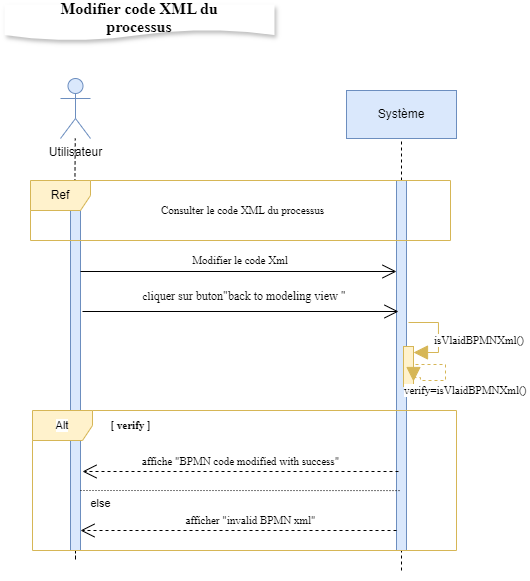 Modifier code XML du
processus
Système
Utilisateur
Ref
Consulter le code XML du processus
Modifier le code Xml
cliquer sur buton"back to modeling view "
isVlaidBPMNXml()
verify=isVlaidBPMNXml()
Alt
[ verify ]
affiche "BPMN code modified with success"
else
afficher "invalid BPMN xml"